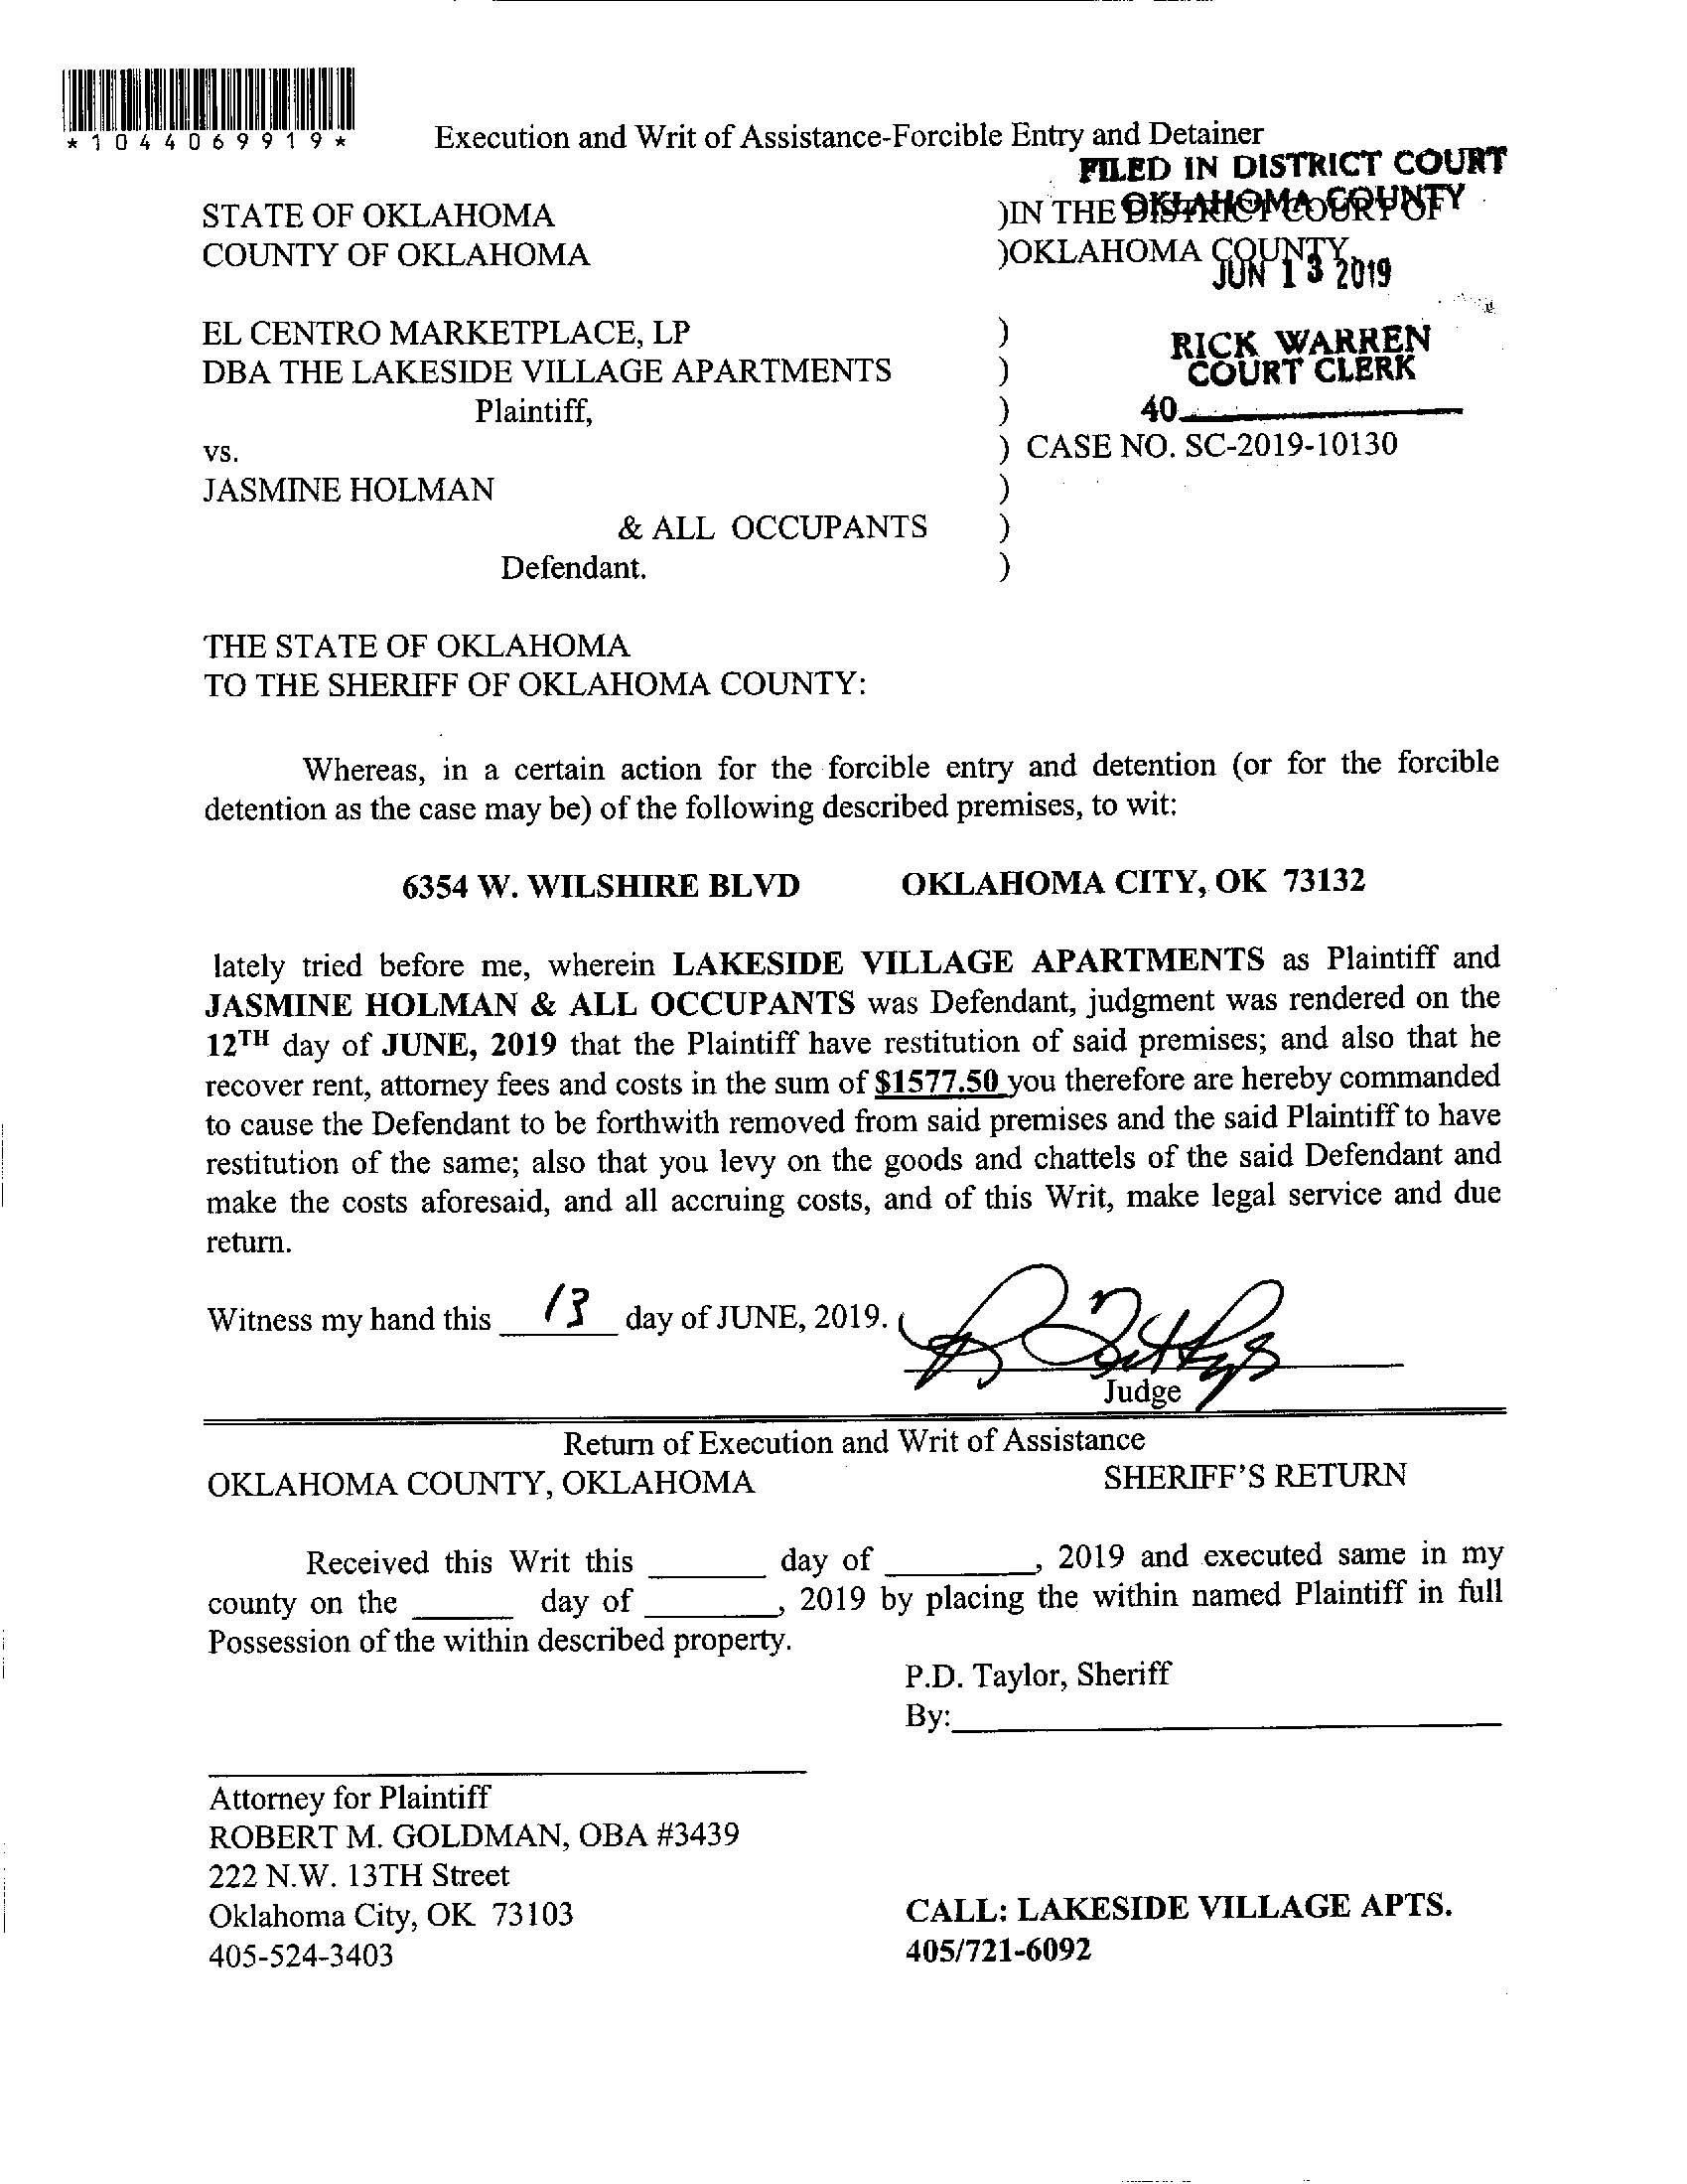 *1044069919*
Execution and Writ of Assistance-Forcible Entry and Detainer
FILED IN DISTRICT COURT
OKLAHOMA COUNTY
STATE OF OKLAHOMA )IN THE DISTRICT COURT OF
COUNTY OF OKLAHOMA )OKLAHOMA COUNTY
JUN 13 2019
EL CENTRO MARKETPLACE, LP )
RICK WARREN
DBA THE LAKESIDE VILLAGE APARTMENTS )
COURT CLERK
Plaintiff, )
40
vs. ) CASE NO. SC-2019-10130
JASMINE HOLMAN )
& ALL OCCUPANTS )
Defendant. )
THE STATE OF OKLAHOMA
TO THE SHERIFF OF OKLAHOMA COUNTY:
Whereas, in a certain action for the forcible entry and detention (or for the forcible
detention as the case may be) of the following described premises, to wit:
6354 W. WILSHIRE BLVD OKLAHOMA CITY, OK 73132
lately tried before me, wherein LAKESIDE VILLAGE APARTMENTS as Plaintiff and
JASMINE HOLMAN & ALL OCCUPANTS was Defendant, judgment was rendered on the
12TH day of JUNE, 2019 that the Plaintiff have restitution of said premises; and also that he
recover rent, attorney fees and costs in the sum of $1577.50 you therefore are hereby commanded
to cause the Defendant to be forthwith removed from said premises and the said Plaintiff to have
restitution of the same; also that you levy on the goods and chattels of the said Defendant and
make the costs aforesaid, and all accruing costs, and of this Writ, make legal service and due
return.
Witness my hand this 13 day of JUNE, 2019.
Judge
Return of Execution and Writ of Assistance
OKLAHOMA COUNTY, OKLAHOMA SHERIFF'S RETURN
Received this Writ this ______ day of ________, 2019 and executed same in my
county on the ______ day of ________, 2019 by placing the within named Plaintiff in full
Possession of the within described property.
P.D. Taylor, Sheriff
By:
Attorney for Plaintiff
ROBERT M. GOLDMAN, OBA #3439
222 N.W. 13TH Street
Oklahoma City, OK 73103
405-524-3403
CALL: LAKESIDE VILLAGE APTS.
405/721-6092